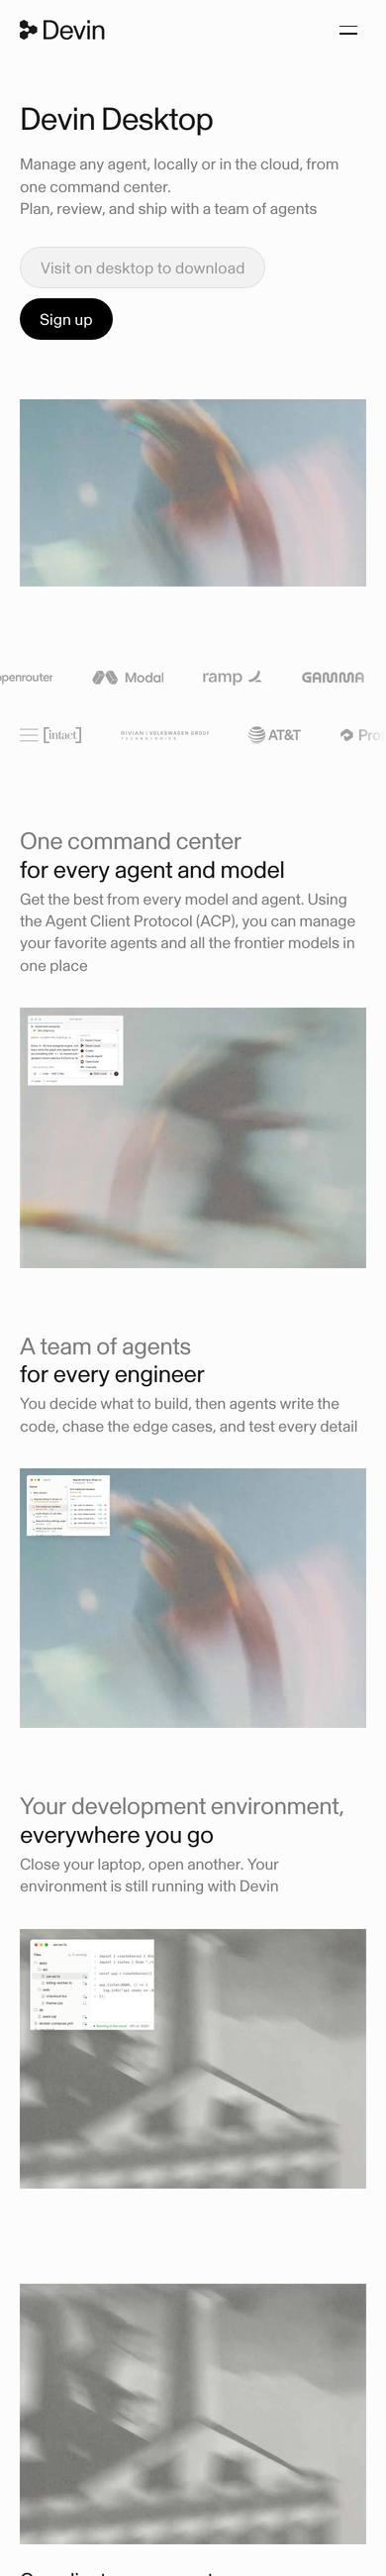 Devin
Devin Desktop
Manage any agent, locally or in the cloud, from
one command center.
Plan, review, and ship with a team of agents
Visit on desktop to download
Sign up
openrouter
Modal
ramp
GAMMA
[intact]
RIVIAN | VOLKSWAGEN GROUP
TECHNOLOGIES
AT&T
One command center
for every agent and model
Get the best from every model and agent. Using
the Agent Client Protocol (ACP), you can manage
your favorite agents and all the frontier models in
one place
A team of agents
for every engineer
You decide what to build, then agents write the
code, chase the edge cases, and test every detail
Your development environment,
everywhere you go
Close your laptop, open another. Your
environment is still running with Devin